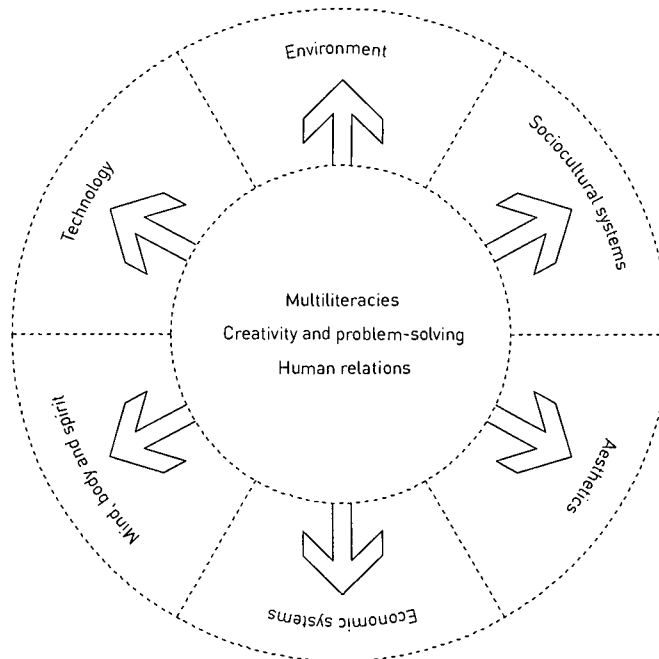 Environment
Sociocultural systems
Aesthetics
Economic systems
Mind, body and spirit
Technology
Multiliteracies
Creativity and problem-solving
Human relations